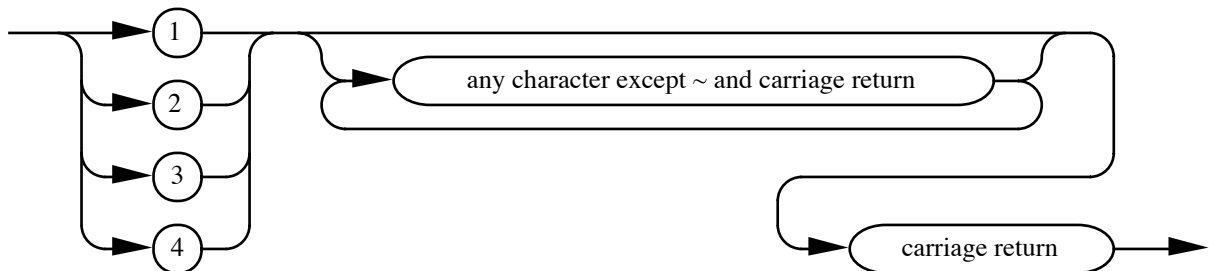 1
any character except ~ and carriage return
2
3
4
carriage return